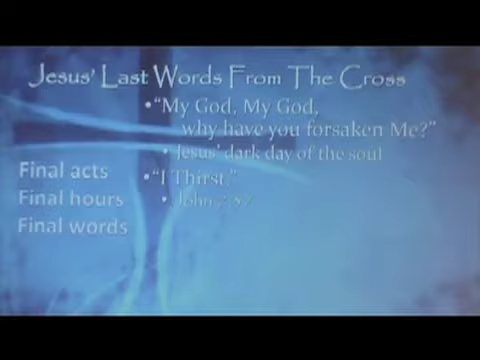 Jesus' Last Words From The Cross
• "My God, My God,
why have you forsaken Me?"
• Jesus' dark day of the soul
Final acts
• "I Thirst."
Final hours
• John
Final words